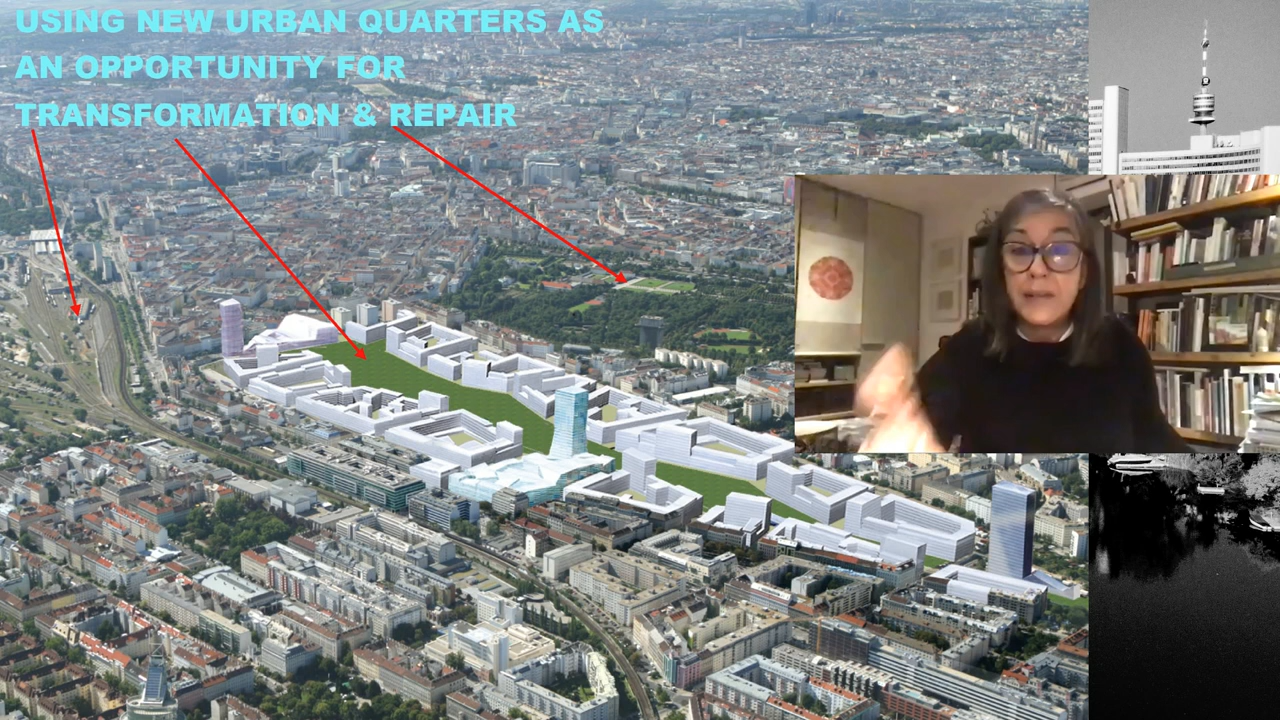 USING NEW URBAN QUARTERS AS
AN OPPORTUNITY FOR
TRANSFORMATION & REPAIR